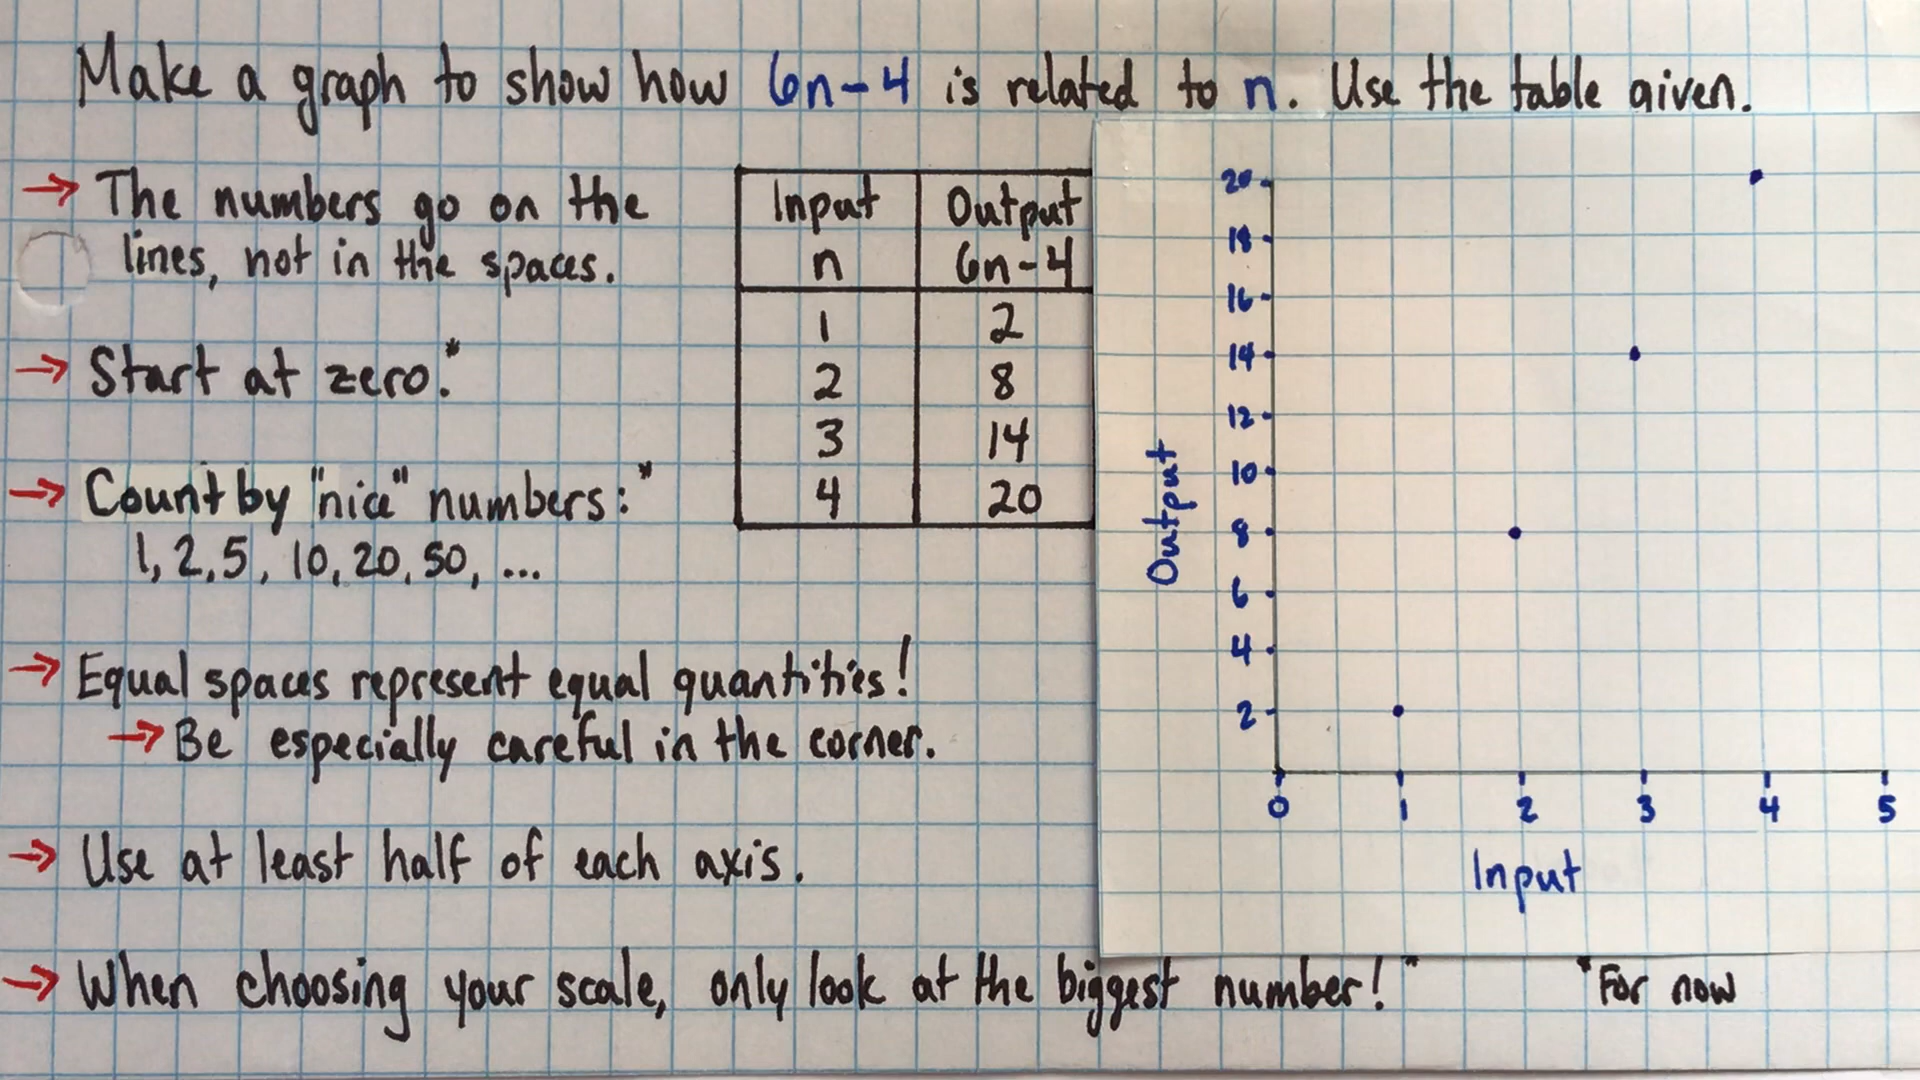 Make a graph to show how 6n-4 is related to n. Use the table given.
→ The numbers go on the
lines, not in the spaces.
→ Start at zero.*
→ Count by "nice" numbers:*
1, 2, 5, 10, 20, 50, ...
→ Equal spaces represent equal quantities!
→ Be especially careful in the corner.
→ Use at least half of each axis.
→ When choosing your scale, only look at the biggest number!*
*For now
Input Output
n 6n-4
1 2
2 8
3 14
4 20
Output
20
18
16
14
12
10
8
6
4
2
0 1 2 3 4 5
Input